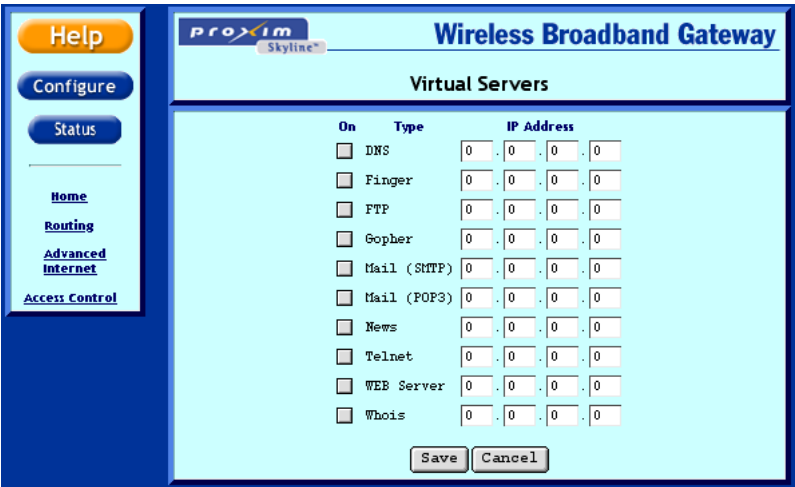 Help
Configure
Status
Home
Routing
Advanced
Internet
Access Control
proxim
Skyline™
Wireless Broadband Gateway
Virtual Servers
On Type IP Address
DNS 0 . 0 . 0 . 0
Finger 0 . 0 . 0 . 0
FTP 0 . 0 . 0 . 0
Gopher 0 . 0 . 0 . 0
Mail (SMTP) 0 . 0 . 0 . 0
Mail (POP3) 0 . 0 . 0 . 0
News 0 . 0 . 0 . 0
Telnet 0 . 0 . 0 . 0
WEB Server 0 . 0 . 0 . 0
Whois 0 . 0 . 0 . 0
Save Cancel